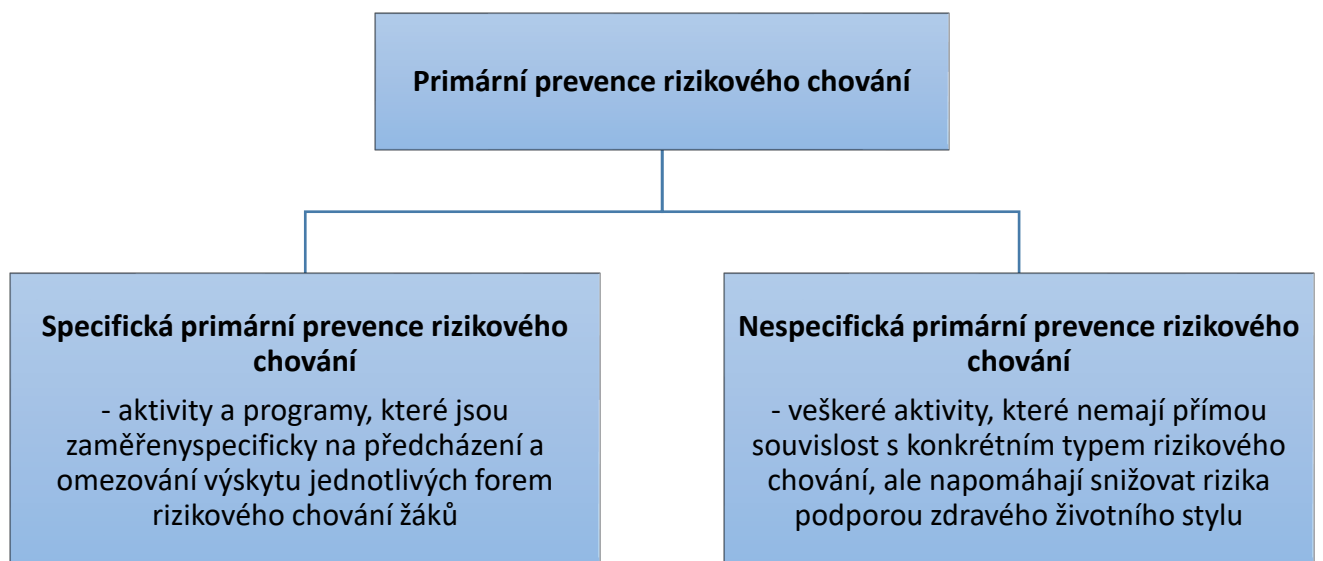 Primární prevence rizikového chování
Specifická primární prevence rizikového
chování
- aktivity a programy, které jsou
zaměřenyspecificky na předcházení a
omezování výskytu jednotlivých forem
rizikového chování žáků
Nespecifická primární prevence rizikového
chování
- veškeré aktivity, které nemají přímou
souvislost s konkrétním typem rizikového
chování, ale napomáhají snižovat rizika
podporou zdravého životního stylu